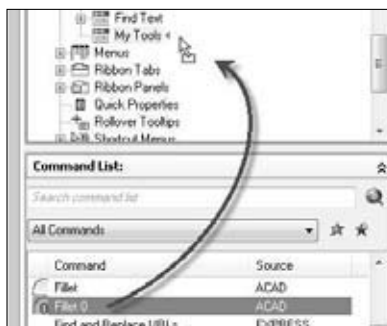 Find Text
My Tools
Menus
Ribbon Tabs
Ribbon Panels
Quick Properties
Rollover Tooltips
Shortcut Menus
Command List:
Search command list
All Commands
Command Source
Fillet ACAD
Fillet 0 ACAD
Find and Replace URLs EXPRESS